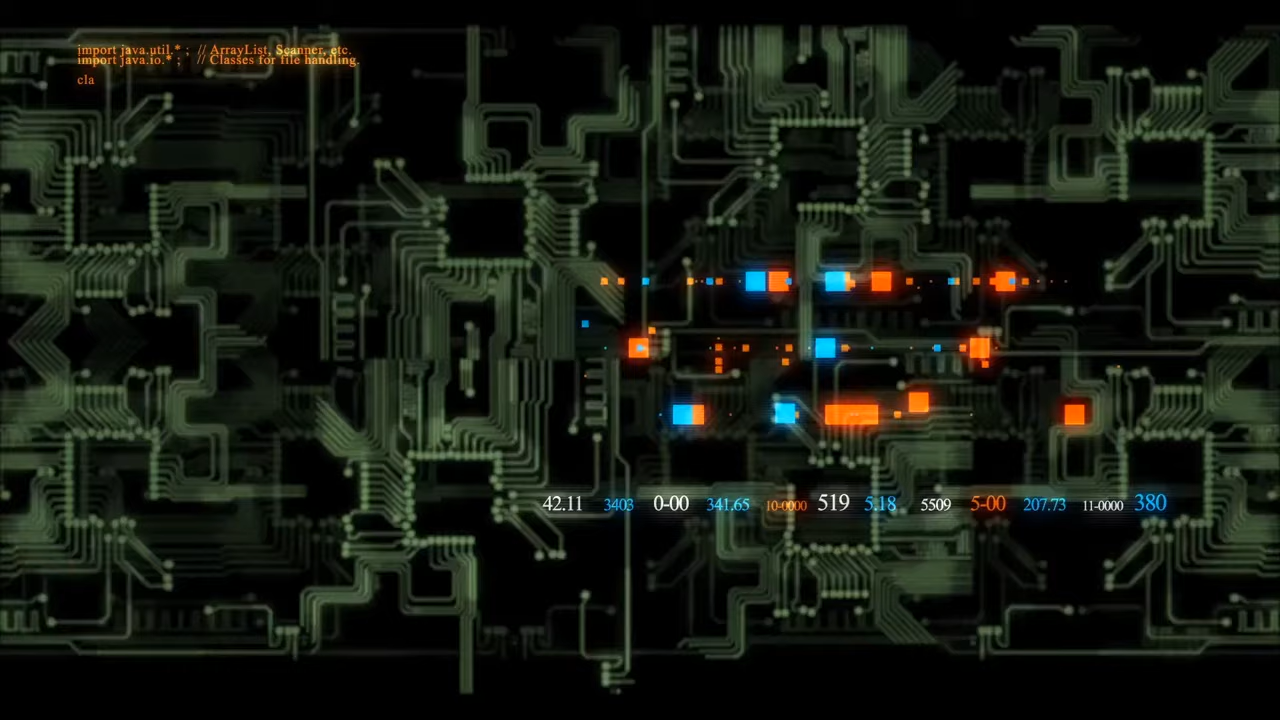 import java.util.* ;  // ArrayList, Scanner, etc.
import java.io.* ;   // Classes for file handling.
cla
42.11 3403 0-00 341.65 10-0000 519 5.18 5509 5-00 207.73 11-0000 380